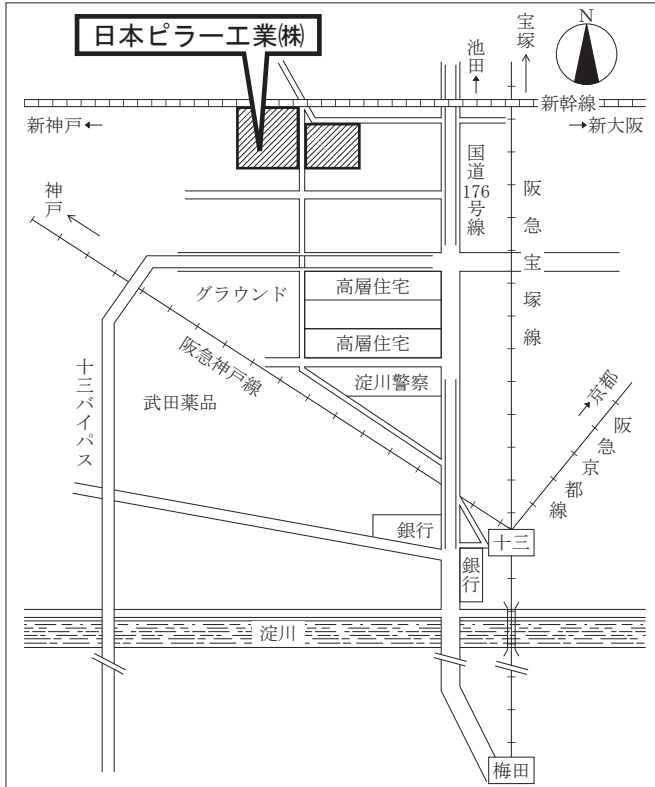 日本ピラー工業㈱
池田
宝塚
N
新幹線
新神戸
新大阪
国道176号線
阪急宝塚線
神戸
グラウンド
高層住宅
高層住宅
阪急神戸線
淀川警察
十三バイパス
武田薬品
京都
阪急京都線
銀行
十三
銀行
淀川
梅田